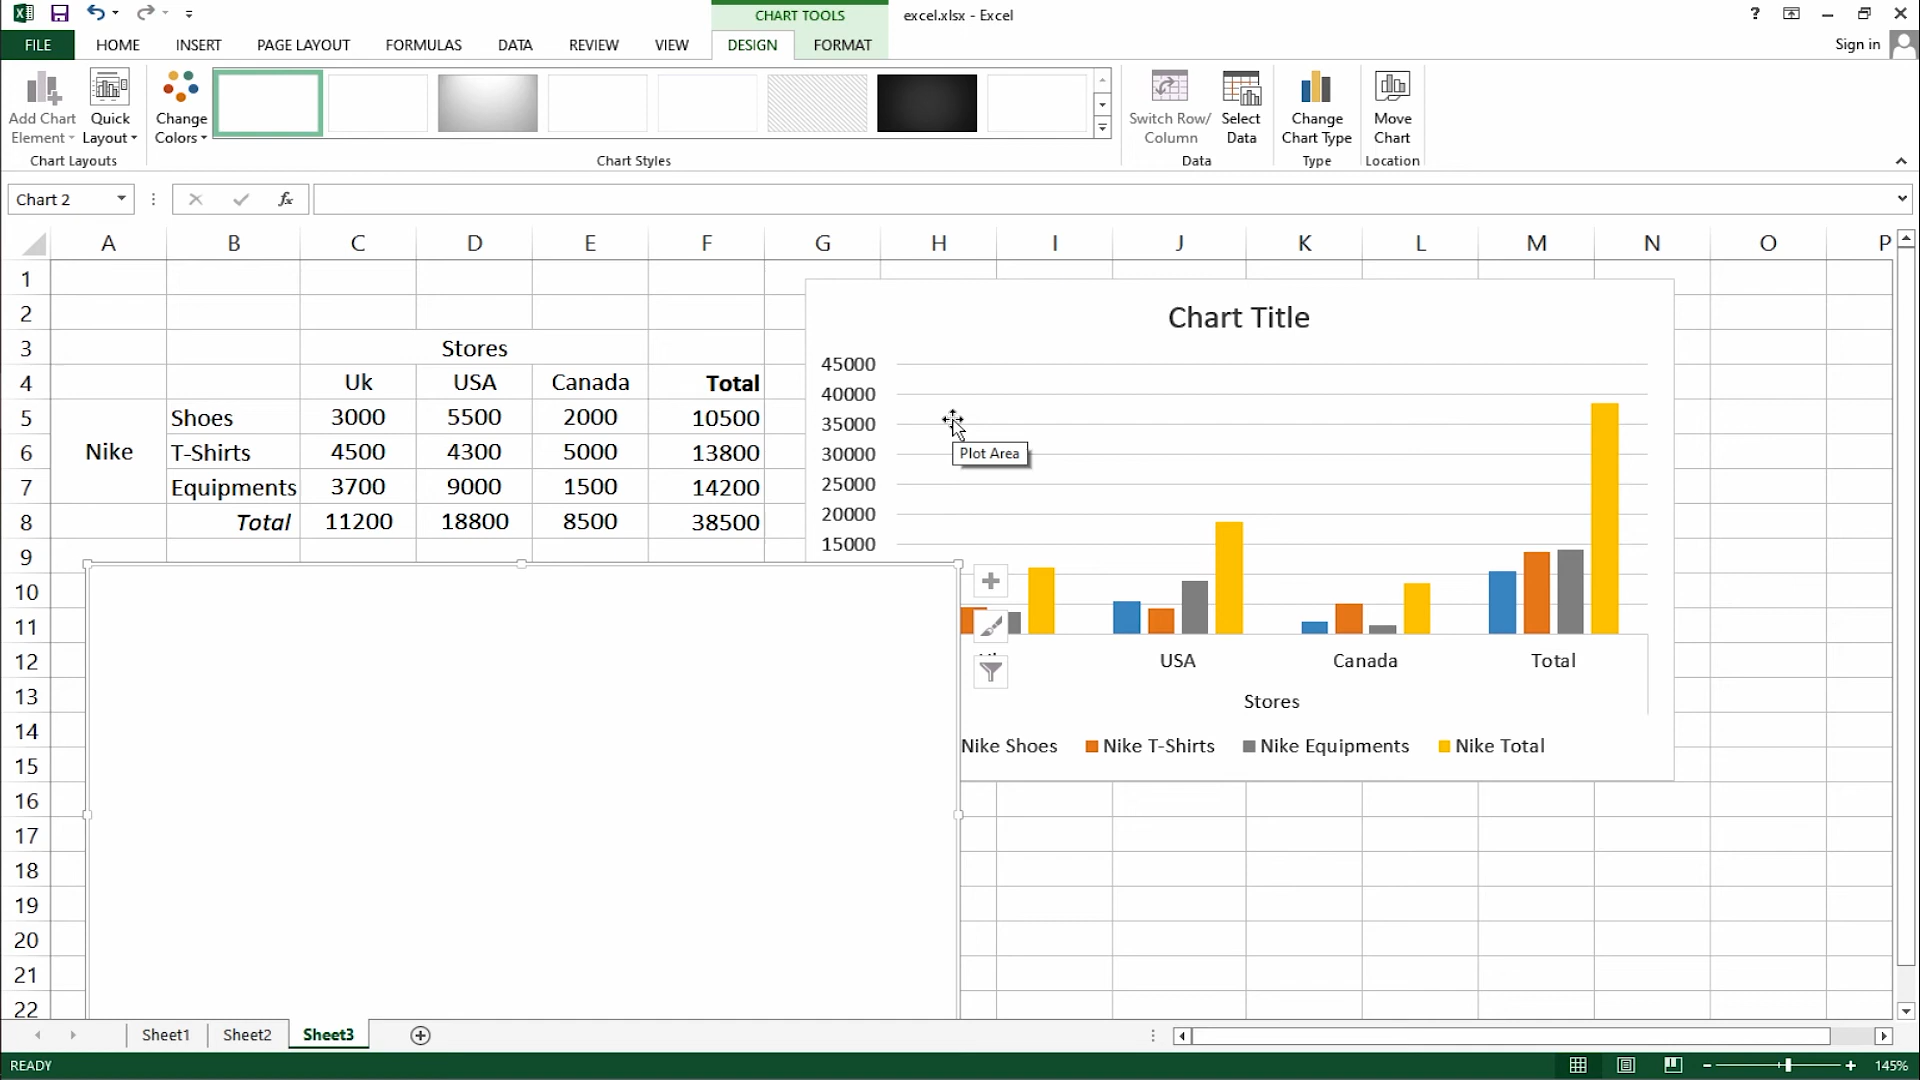 CHART TOOLS
excel.xlsx - Excel
?
FILE HOME INSERT PAGE LAYOUT FORMULAS DATA REVIEW VIEW DESIGN FORMAT Sign in
Add Chart Element
Quick Layout
Change Colors
Switch Row/ Column
Select Data
Change Chart Type
Move Chart
Chart Layouts Chart Styles Data Type Location
Chart 2 fx
A B C D E F G H I J K L M N O P
1
2
3 Stores
4 Uk USA Canada Total
5 Shoes 3000 5500 2000 10500
6 Nike T-Shirts 4500 4300 5000 13800
7 Equipments 3700 9000 1500 14200
8 Total 11200 18800 8500 38500
9
10
11
12
13
14
15
16
17
18
19
20
21
22
Chart Title
45000
40000
35000
30000
25000
20000
15000
Plot Area
USA Canada Total
Stores
Nike Shoes Nike T-Shirts Nike Equipments Nike Total
Sheet1 Sheet2 Sheet3
READY 145%